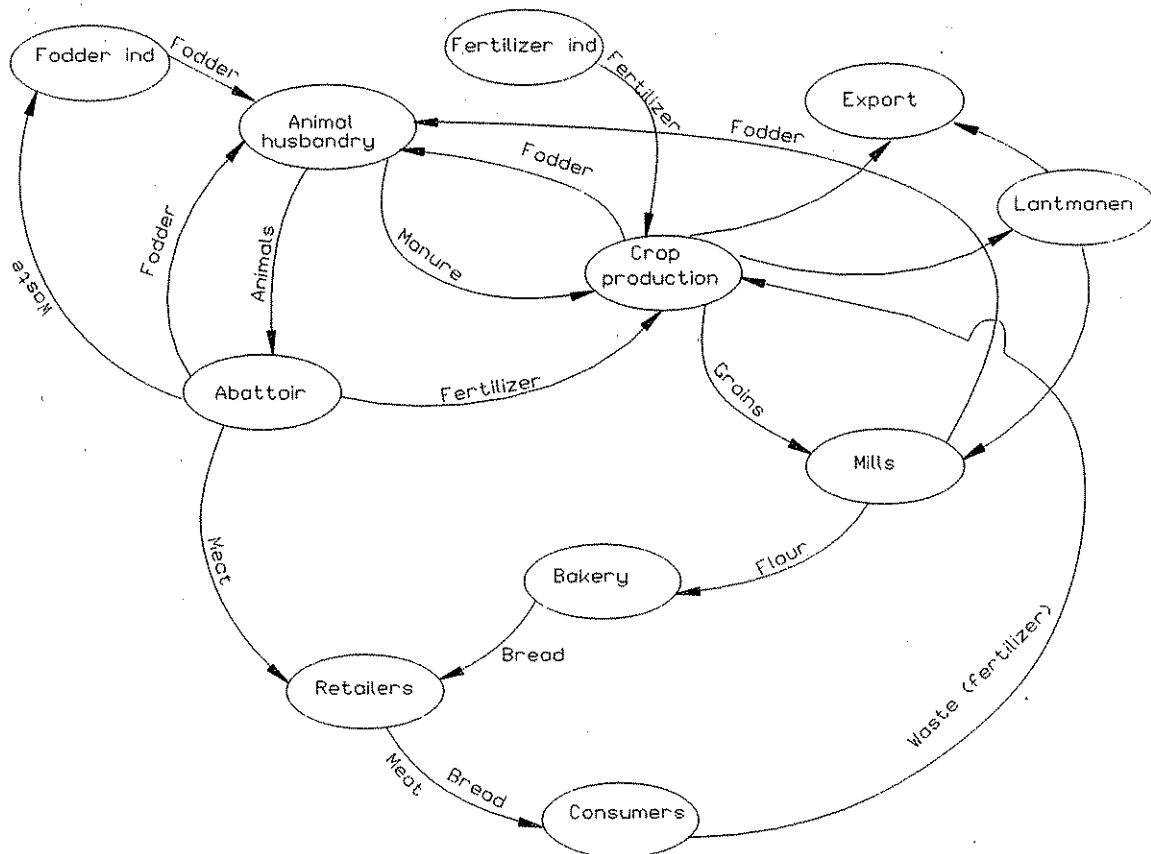 Fodder ind
Fodder
Fertilizer ind
Fertilizer
Export
Animal
husbandry
Fodder
Fodder
Lantmanen
Fodder
Animals
Manure
Crop
production
Waste
Abattoir
Fertilizer
Grains
Mills
Meat
Bakery
Flour
Bread
Retailers
Waste (fertilizer)
Meat
Bread
Consumers